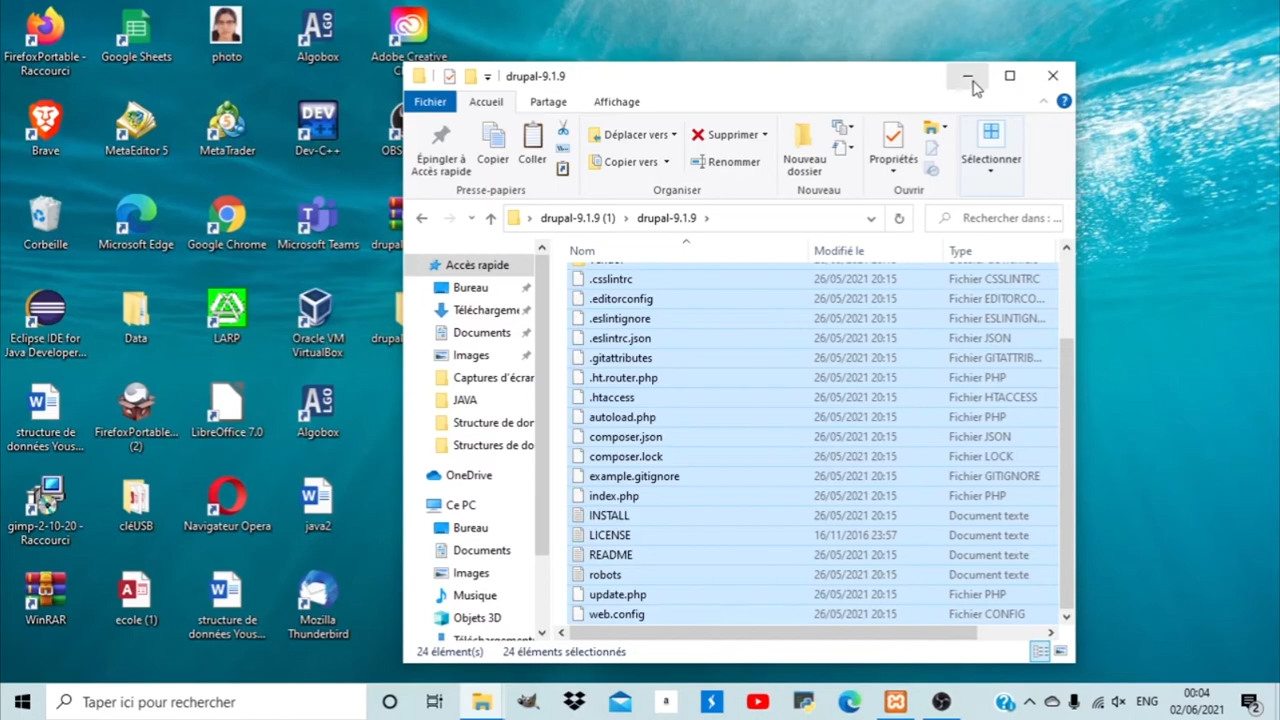 FirefoxPortable - Raccourci
Google Sheets
photo
Algobox
Adobe Creative
Brave
MetaEditor 5
MetaTrader
Dev-C++
OBS
Corbeille
Microsoft Edge
Google Chrome
Microsoft Teams
drupal
Eclipse IDE for Java Developer...
Data
LARP
Oracle VM VirtualBox
drupal
structure de données Yous...
FirefoxPortable... (2)
LibreOffice 7.0
Algobox
gimp-2-10-20 - Raccourci
cléUSB
Navigateur Opera
java2
WinRAR
ecole (1)
structure de données Yous...
Mozilla Thunderbird
drupal-9.1.9
Fichier Accueil Partage Affichage
Épingler à Accès rapide
Copier
Coller
Presse-papiers
Déplacer vers
Copier vers
Supprimer
Renommer
Organiser
Nouveau dossier
Nouveau
Propriétés
Ouvrir
Sélectionner
drupal-9.1.9 (1) › drupal-9.1.9 ›
Rechercher dans : ...
Accès rapide
Bureau
Téléchargeme
Documents
Images
Captures d'écrar
JAVA
Structure de dor
Structures de do
OneDrive
Ce PC
Bureau
Documents
Images
Musique
Objets 3D
Nom Modifié le Type
.csslintrc 26/05/2021 20:15 Fichier CSSLINTRC
.editorconfig 26/05/2021 20:15 Fichier EDITORCO...
.eslintignore 26/05/2021 20:15 Fichier ESLINTIGN...
.eslintrc.json 26/05/2021 20:15 Fichier JSON
.gitattributes 26/05/2021 20:15 Fichier GITATTRIB...
.ht.router.php 26/05/2021 20:15 Fichier PHP
.htaccess 26/05/2021 20:15 Fichier HTACCESS
autoload.php 26/05/2021 20:15 Fichier PHP
composer.json 26/05/2021 20:15 Fichier JSON
composer.lock 26/05/2021 20:15 Fichier LOCK
example.gitignore 26/05/2021 20:15 Fichier GITIGNORE
index.php 26/05/2021 20:15 Fichier PHP
INSTALL 26/05/2021 20:15 Document texte
LICENSE 16/11/2016 23:57 Document texte
README 26/05/2021 20:15 Document texte
robots 26/05/2021 20:15 Document texte
update.php 26/05/2021 20:15 Fichier PHP
web.config 26/05/2021 20:15 Fichier CONFIG
24 élément(s) 24 éléments sélectionnés
Taper ici pour rechercher
ENG
00:04
02/06/2021
2